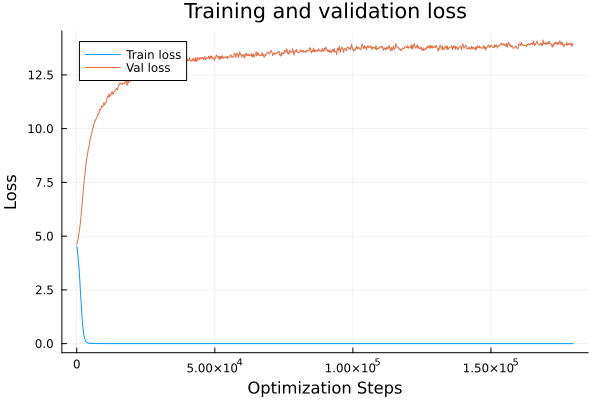 Training and validation loss
Train loss
Val loss
12.5
10.0
7.5
5.0
2.5
0.0
Loss
0
5.00×10⁴
1.00×10⁵
1.50×10⁵
Optimization Steps